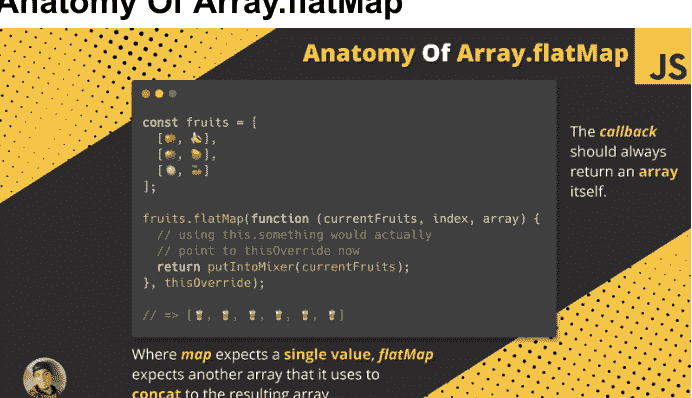 Anatomy Of Array.flatMap
Anatomy Of Array.flatMap
JS
const fruits = [
[🍊, 🍌],
[🍏, 🍑],
[🥥, 🍒]
];
fruits.flatMap(function (currentFruits, index, array) {
// using this.something would actually
// point to thisOverride now
return putIntoMixer(currentFruits);
}, thisOverride);
// => [🥤, 🥤, 🥤, 🥤, 🥤, 🥤]
The callback
should always
return an array
itself.
Where map expects a single value, flatMap
expects another array that it uses to
concat to the resulting array